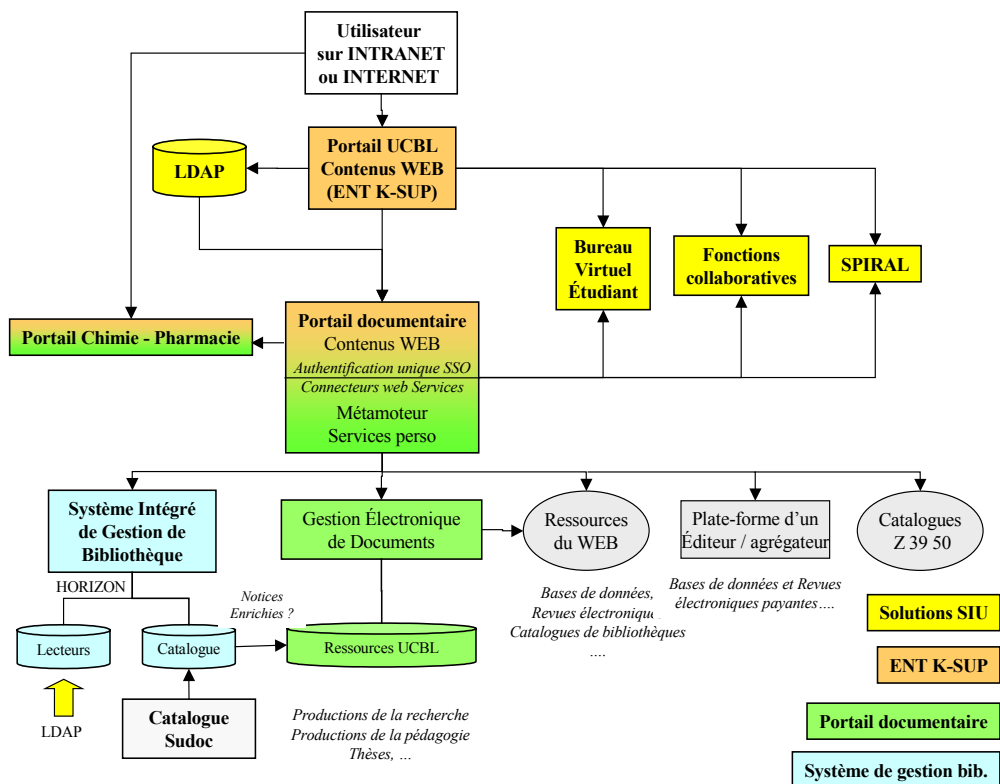 Utilisateur
sur INTRANET
ou INTERNET
Portail UCBL
Contenus WEB
(ENT K-SUP)
LDAP
Bureau
Virtuel
Étudiant
Fonctions
collaboratives
SPIRAL
Portail documentaire
Contenus WEB
Authentification unique SSO
Connecteurs web Services
Métamoteur
Services perso
Portail Chimie - Pharmacie
Système Intégré
de Gestion de
Bibliothèque
Gestion Électronique
de Documents
Ressources
du WEB
Plate-forme d’un
Éditeur / agrégateur
Catalogues
Z 39 50
HORIZON
Notices
Enrichies ?
Bases de données,
Revues électronique
Catalogues de bibliothèques
....
Bases de données et Revues
électroniques payantes….
Lecteurs
Catalogue
Ressources UCBL
LDAP
Catalogue
Sudoc
Productions de la recherche
Productions de la pédagogie
Thèses, …
Solutions SIU
ENT K-SUP
Portail documentaire
Système de gestion bib.